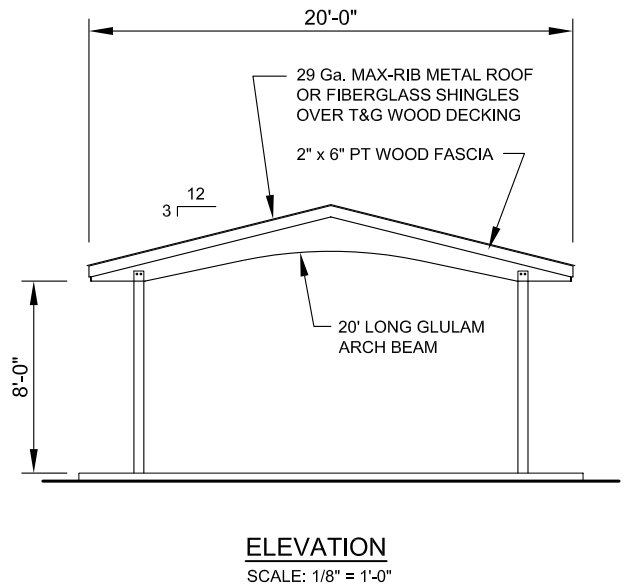 20'-0"
29 Ga. MAX-RIB METAL ROOF
OR FIBERGLASS SHINGLES
OVER T&G WOOD DECKING
2" x 6" PT WOOD FASCIA
12
3
20' LONG GLULAM
ARCH BEAM
8'-0"
ELEVATION
SCALE: 1/8" = 1'-0"